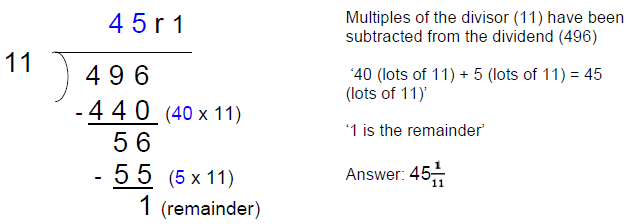 45 r 1
11
496
-440 (40 x 11)
56
- 55 (5 x 11)
1 (remainder)
Multiples of the divisor (11) have been
subtracted from the dividend (496)
‘40 (lots of 11) + 5 (lots of 11) = 45
(lots of 11)’
‘1 is the remainder’
Answer: 45 1/11